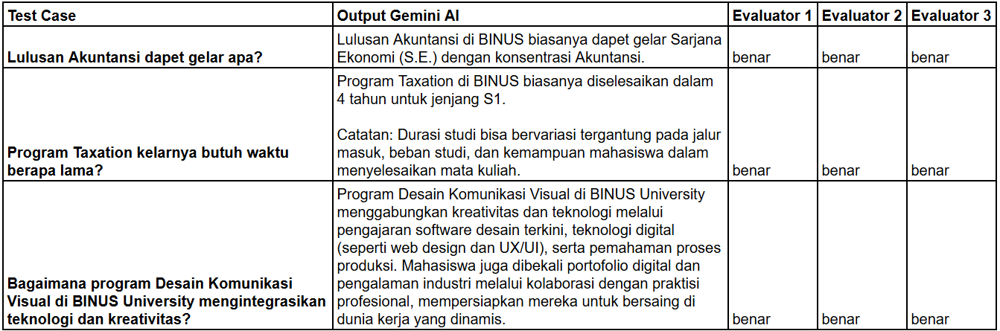 Test Case Output Gemini AI Evaluator 1 Evaluator 2 Evaluator 3
Lulusan Akuntansi di BINUS biasanya dapet gelar Sarjana
Lulusan Akuntansi dapet gelar apa? Ekonomi (S.E.) dengan konsentrasi Akuntansi. benar benar benar
Program Taxation di BINUS biasanya diselesaikan dalam
4 tahun untuk jenjang S1.
Catatan: Durasi studi bisa bervariasi tergantung pada jalur
Program Taxation kelarnya butuh waktu masuk, beban studi, dan kemampuan mahasiswa dalam
berapa lama? menyelesaikan mata kuliah. benar benar benar
Program Desain Komunikasi Visual di BINUS University
menggabungkan kreativitas dan teknologi melalui
pengajaran software desain terkini, teknologi digital
(seperti web design dan UX/UI), serta pemahaman proses
produksi. Mahasiswa juga dibekali portofolio digital dan
Bagaimana program Desain Komunikasi pengalaman industri melalui kolaborasi dengan praktisi
Visual di BINUS University mengintegrasikan profesional, mempersiapkan mereka untuk bersaing di
teknologi dan kreativitas? dunia kerja yang dinamis. benar benar benar